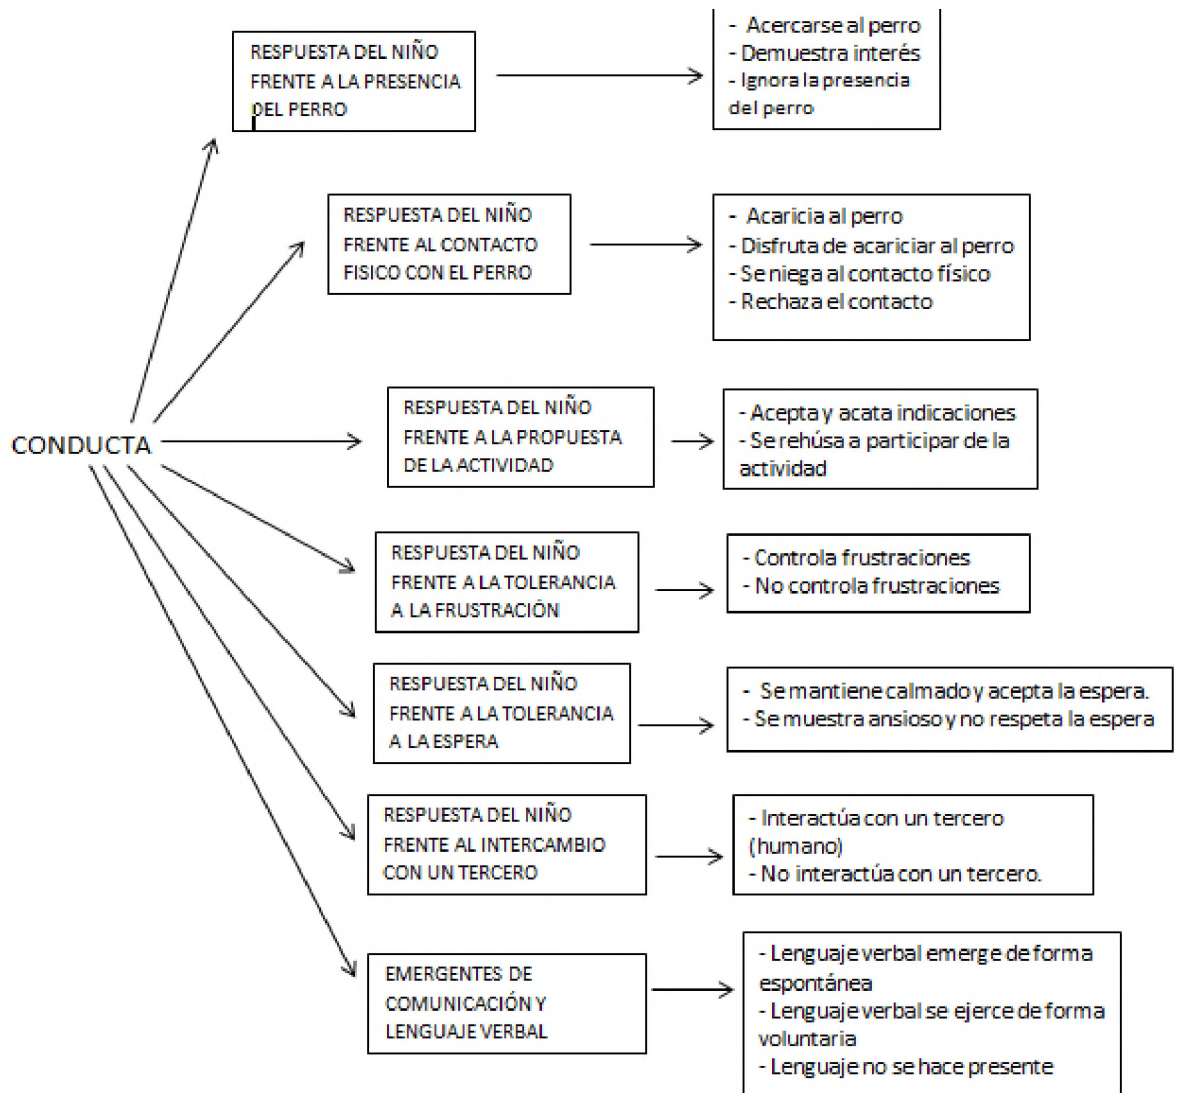 RESPUESTA DEL NIÑO
FRENTE A LA PRESENCIA
DEL PERRO
- Acercarse al perro
- Demuestra interés
- Ignora la presencia
del perro
RESPUESTA DEL NIÑO
FRENTE AL CONTACTO
FISICO CON EL PERRO
- Acaricia al perro
- Disfruta de acariciar al perro
- Se niega al contacto físico
- Rechaza el contacto
CONDUCTA
RESPUESTA DEL NIÑO
FRENTE A LA PROPUESTA
DE LA ACTIVIDAD
- Acepta y acata indicaciones
- Se rehúsa a participar de la
actividad
RESPUESTA DEL NIÑO
FRENTE A LA TOLERANCIA
A LA FRUSTRACIÓN
- Controla frustraciones
- No controla frustraciones
RESPUESTA DEL NIÑO
FRENTE A LA TOLERANCIA
A LA ESPERA
- Se mantiene calmado y acepta la espera.
- Se muestra ansioso y no respeta la espera
RESPUESTA DEL NIÑO
FRENTE AL INTERCAMBIO
CON UN TERCERO
- Interactúa con un tercero
(humano)
- No interactúa con un tercero.
EMERGENTES DE
COMUNICACIÓN Y
LENGUAJE VERBAL
- Lenguaje verbal emerge de forma
espontánea
- Lenguaje verbal se ejerce de forma
voluntaria
- Lenguaje no se hace presente